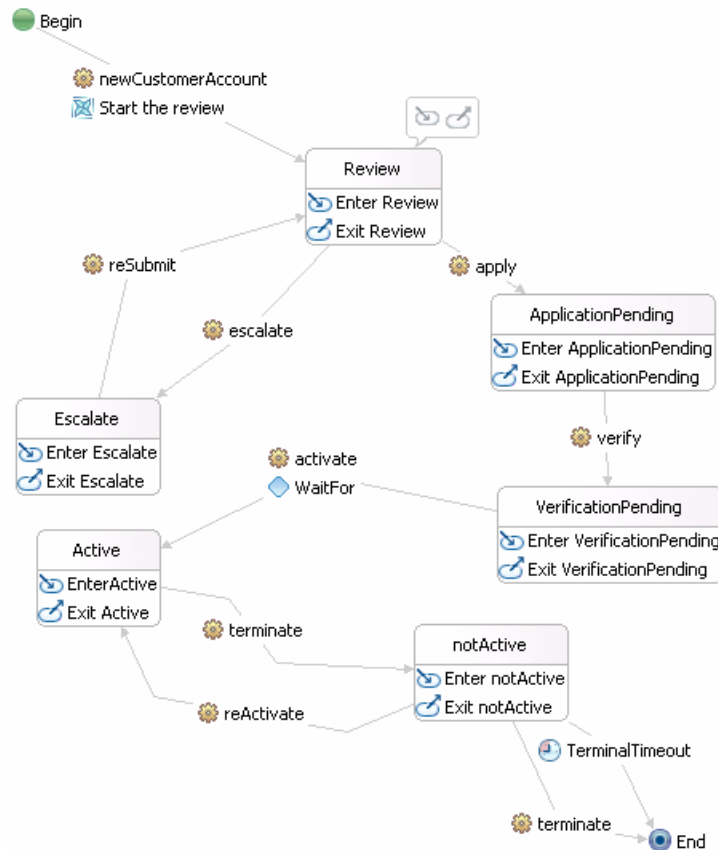 Begin
newCustomerAccount
Start the review
Review
Enter Review
Exit Review
reSubmit
apply
escalate
ApplicationPending
Enter ApplicationPending
Exit ApplicationPending
Escalate
Enter Escalate
Exit Escalate
verify
activate
WaitFor
VerificationPending
Enter VerificationPending
Exit VerificationPending
Active
EnterActive
Exit Active
terminate
notActive
Enter notActive
Exit notActive
reActivate
TerminalTimeout
terminate
End